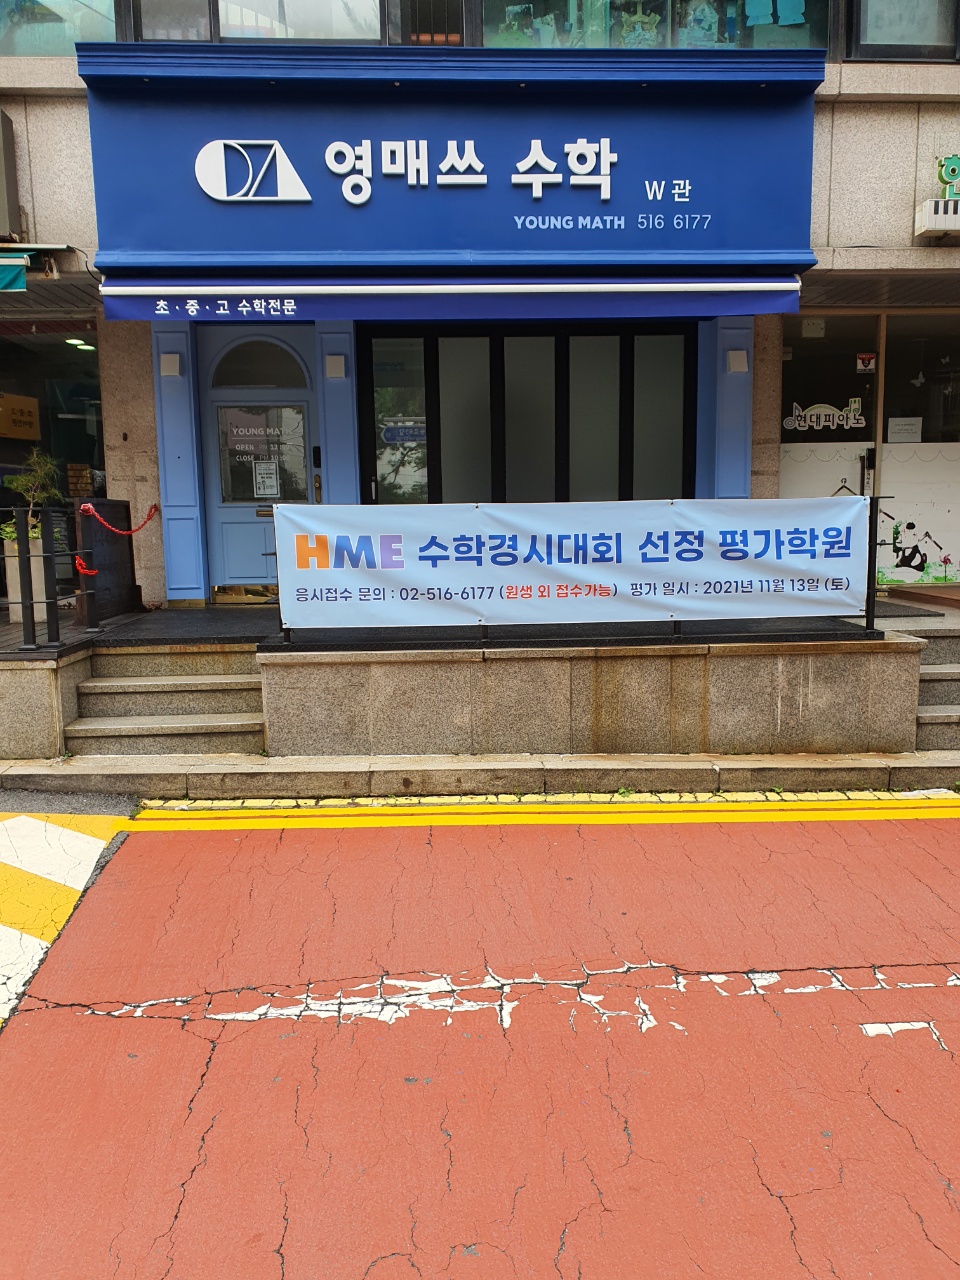 영매쓰 수학 W관
YOUNG MATH 516 6177
초·중·고 수학전문
YOUNG MATH
OPEN
CLOSE
현대피아노
HME 수학경시대회 선정 평가학원
응시접수 문의 : 02-516-6177 (원생 외 접수가능) 평가 일시 : 2021년 11월 13일 (토)